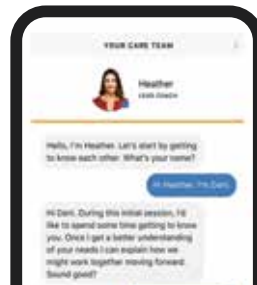 YOUR CARE TEAM
Heather
LEAD COACH
Hello, I'm Heather. Let's start by getting
to know each other. What's your name?
Hi Heather, I'm Dani.
Hi Dani. During this initial session, I'd
like to spend some time getting to know
you. Once I get a better understanding
of your needs I can explain how we
might work together moving forward.
Sound good?